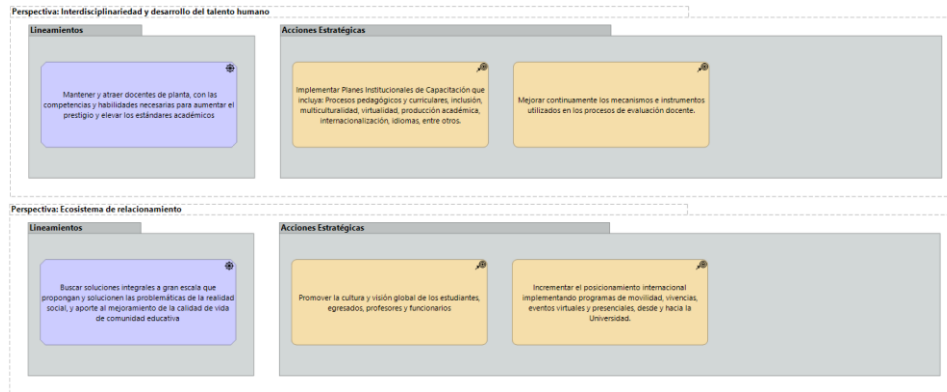 Perspectiva: Interdisciplinariedad y desarrollo del talento humano
Lineamientos
Mantener y atraer docentes de planta, con las
competencias y habilidades necesarias para aumentar el
prestigio y elevar los estándares académicos
Acciones Estratégicas
Implementar Planes Institucionales de Capacitación que
incluya: Procesos pedagógicos y curriculares, inclusión,
multiculturalidad, virtualidad, producción académica,
internacionalización, idiomas, entre otros.
Mejorar continuamente los mecanismos e instrumentos
utilizados en los procesos de evaluación docente.
Perspectiva: Ecosistema de relacionamiento
Lineamientos
Buscar soluciones integrales a gran escala que
propongan y solucionen las problemáticas de la realidad
social, y aporte al mejoramiento de la calidad de vida
de comunidad educativa
Acciones Estratégicas
Promover la cultura y visión global de los estudiantes,
egresados, profesores y funcionarios
Incrementar el posicionamiento internacional
implementando programas de movilidad, vivencias,
eventos virtuales y presenciales, desde y hacia la
Universidad.